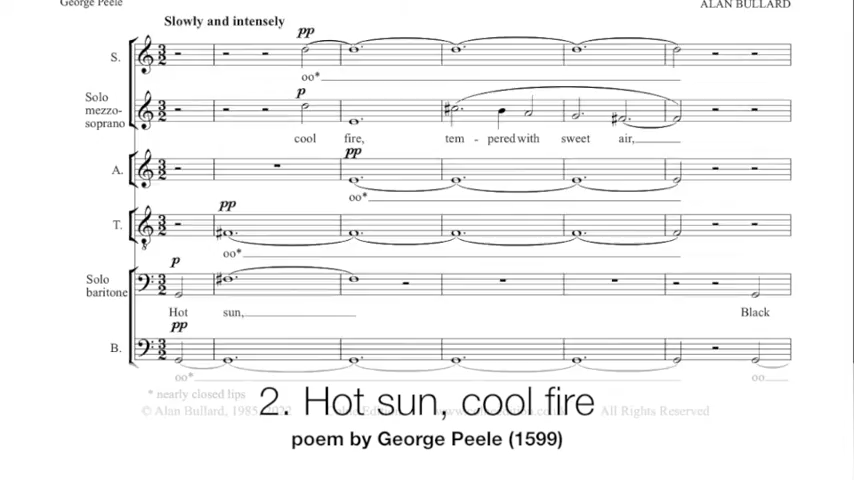 George Peele
ALAN BULLARD
Slowly and intensely
pp
S.
oo*
p
Solo mezzo-soprano
cool fire, tem - pered with sweet air,
pp
A.
oo*
pp
T.
oo*
p
Solo baritone
Hot sun, Black
pp
B.
oo* oo
* nearly closed lips
2. Hot sun, cool fire
© Alan Bullard, 1985, All Rights Reserved
poem by George Peele (1599)